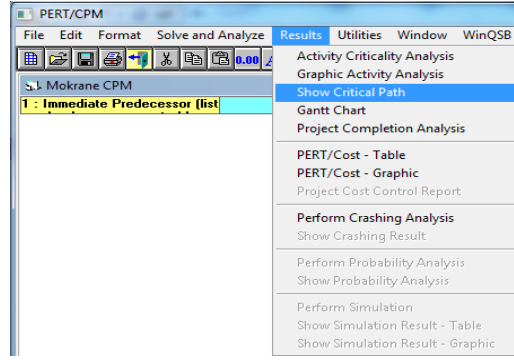 PERT/CPM
File Edit Format Solve and Analyze Results Utilities Window WinQSB
0.00
Mokrane CPM
1 : Immediate Predecessor (list
Activity Criticality Analysis
Graphic Activity Analysis
Show Critical Path
Gantt Chart
Project Completion Analysis
PERT/Cost - Table
PERT/Cost - Graphic
Project Cost Control Report
Perform Crashing Analysis
Show Crashing Result
Perform Probability Analysis
Show Probability Analysis
Perform Simulation
Show Simulation Result - Table
Show Simulation Result - Graphic